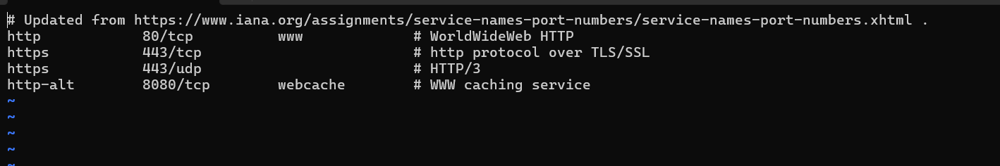 # Updated from https://www.iana.org/assignments/service-names-port-numbers/service-names-port-numbers.xhtml .
http            80/tcp          www             # WorldWideWeb HTTP
https           443/tcp                         # http protocol over TLS/SSL
https           443/udp                         # HTTP/3
http-alt        8080/tcp        webcache        # WWW caching service
~
~
~
~
~